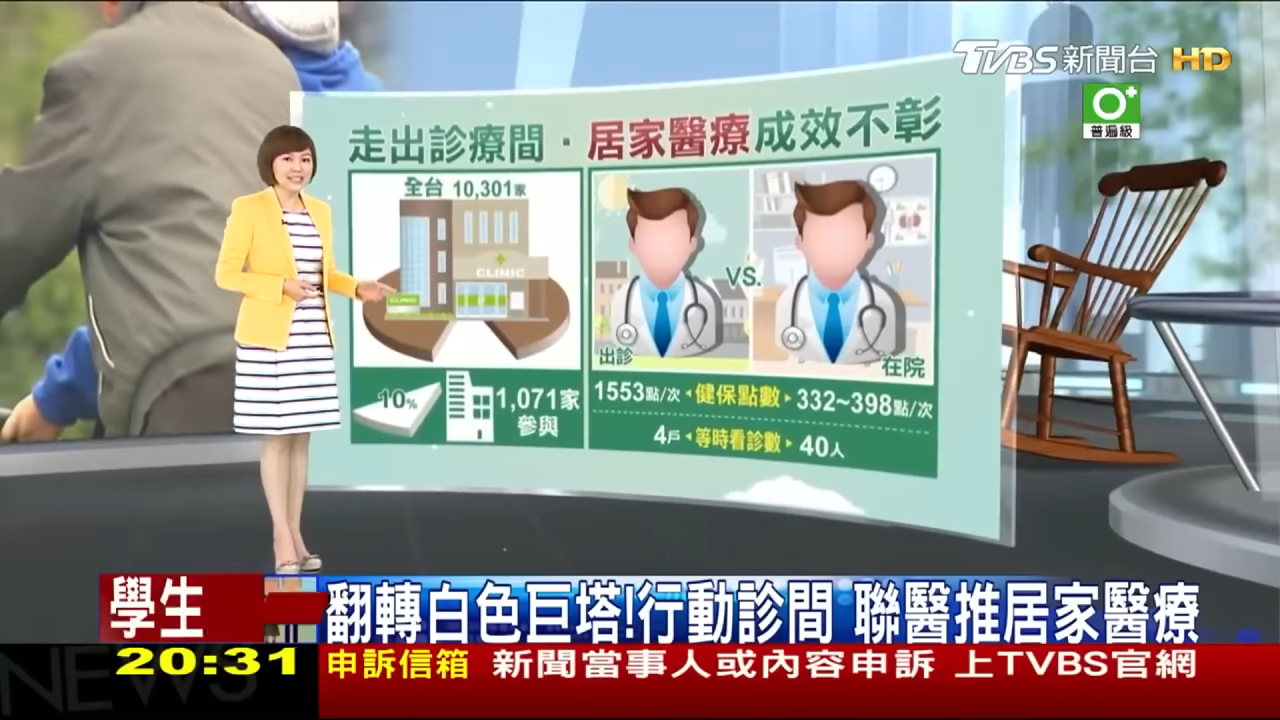 TVBS新聞台 HD
普遍級
走出診療間‧居家醫療成效不彰
全台 10,301家
CLINIC
CLINIC
10%
1,071家
參與
VS.
出診
在院
1553點/次 健保點數 332~398點/次
4戶 等時看診數 40人
學生
翻轉白色巨塔!行動診間 聯醫推居家醫療
20:31
申訴信箱 新聞當事人或內容申訴 上TVBS官網
NEWS